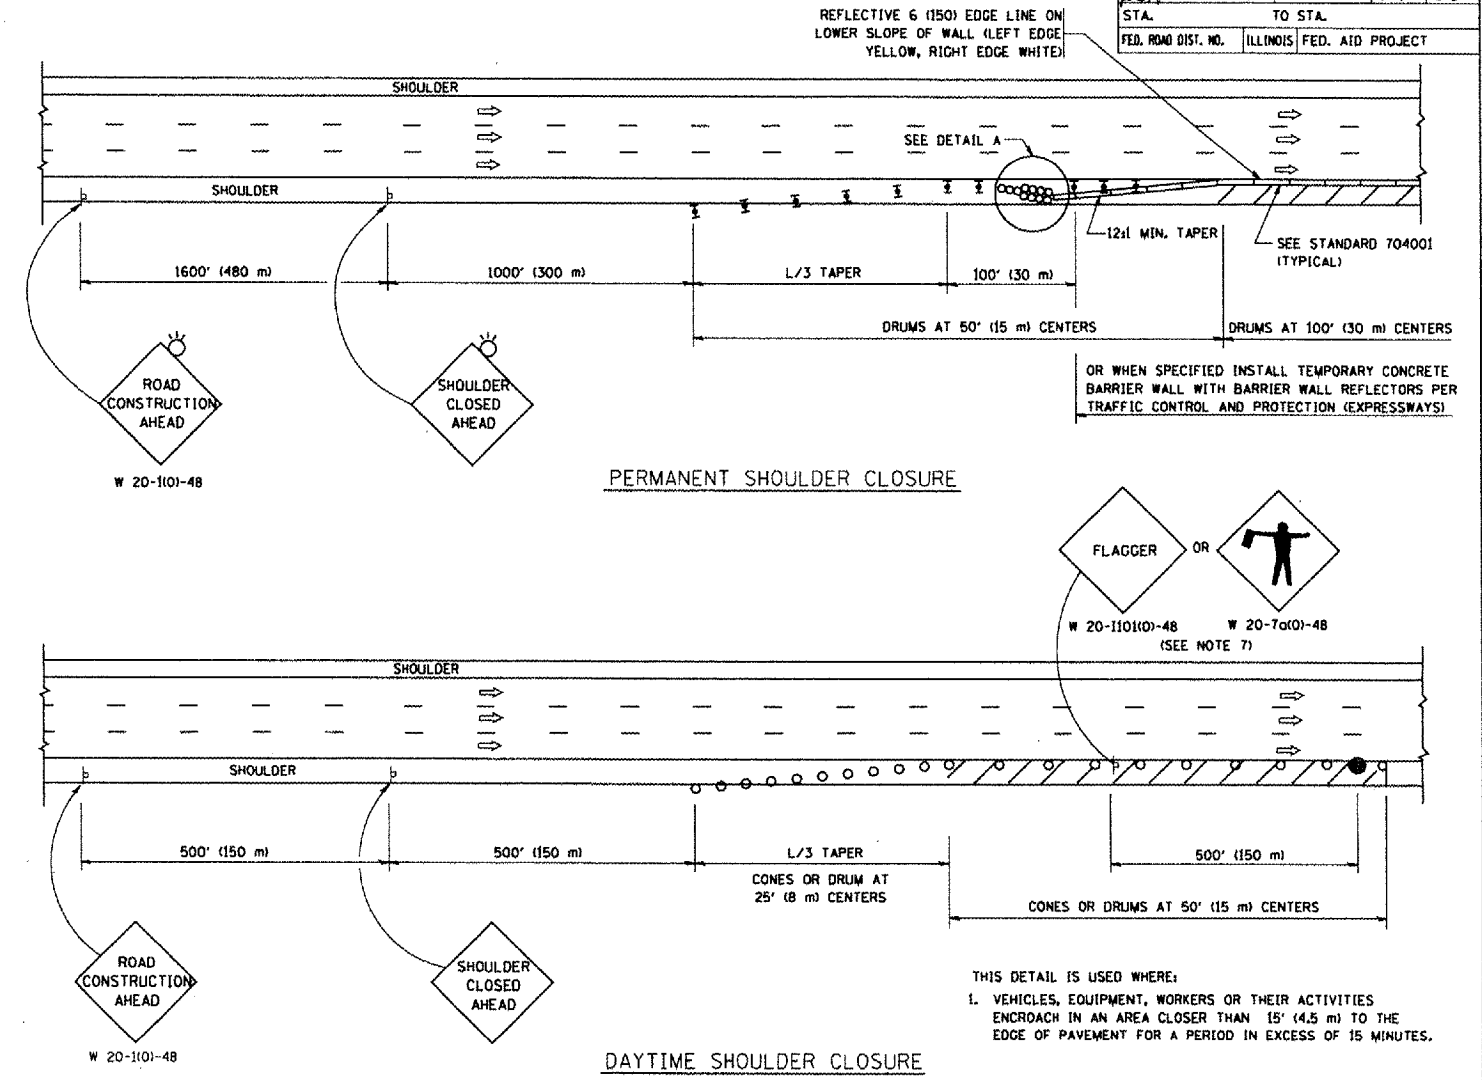 REFLECTIVE 6 (150) EDGE LINE ON
LOWER SLOPE OF WALL (LEFT EDGE
YELLOW, RIGHT EDGE WHITE)
STA. TO STA.
FED. ROAD DIST. NO. ILLINOIS FED. AID PROJECT
SHOULDER
SEE DETAIL A
SHOULDER
12:1 MIN. TAPER
SEE STANDARD 704001
(TYPICAL)
1600' (480 m)
1000' (300 m)
L/3 TAPER
100' (30 m)
DRUMS AT 50' (15 m) CENTERS
DRUMS AT 100' (30 m) CENTERS
OR WHEN SPECIFIED INSTALL TEMPORARY CONCRETE
BARRIER WALL WITH BARRIER WALL REFLECTORS PER
TRAFFIC CONTROL AND PROTECTION (EXPRESSWAYS)
ROAD
CONSTRUCTION
AHEAD
W 20-1(O)-48
SHOULDER
CLOSED
AHEAD
PERMANENT SHOULDER CLOSURE
FLAGGER
OR
W 20-I101(O)-48
W 20-7a(O)-48
(SEE NOTE 7)
SHOULDER
SHOULDER
500' (150 m)
500' (150 m)
L/3 TAPER
CONES OR DRUM AT
25' (8 m) CENTERS
500' (150 m)
CONES OR DRUMS AT 50' (15 m) CENTERS
ROAD
CONSTRUCTION
AHEAD
W 20-1(O)-48
SHOULDER
CLOSED
AHEAD
THIS DETAIL IS USED WHERE:
1. VEHICLES, EQUIPMENT, WORKERS OR THEIR ACTIVITIES
ENCROACH IN AN AREA CLOSER THAN 15' (4.5 m) TO THE
EDGE OF PAVEMENT FOR A PERIOD IN EXCESS OF 15 MINUTES.
DAYTIME SHOULDER CLOSURE